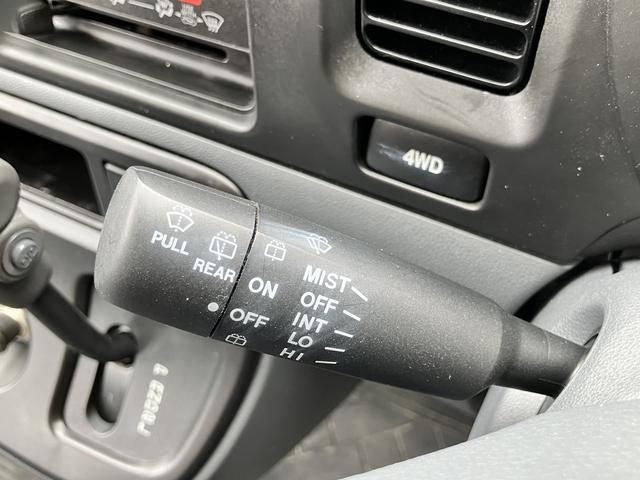 4WD
PULL
REAR
ON
OFF
MIST
OFF
INT
LO
HI